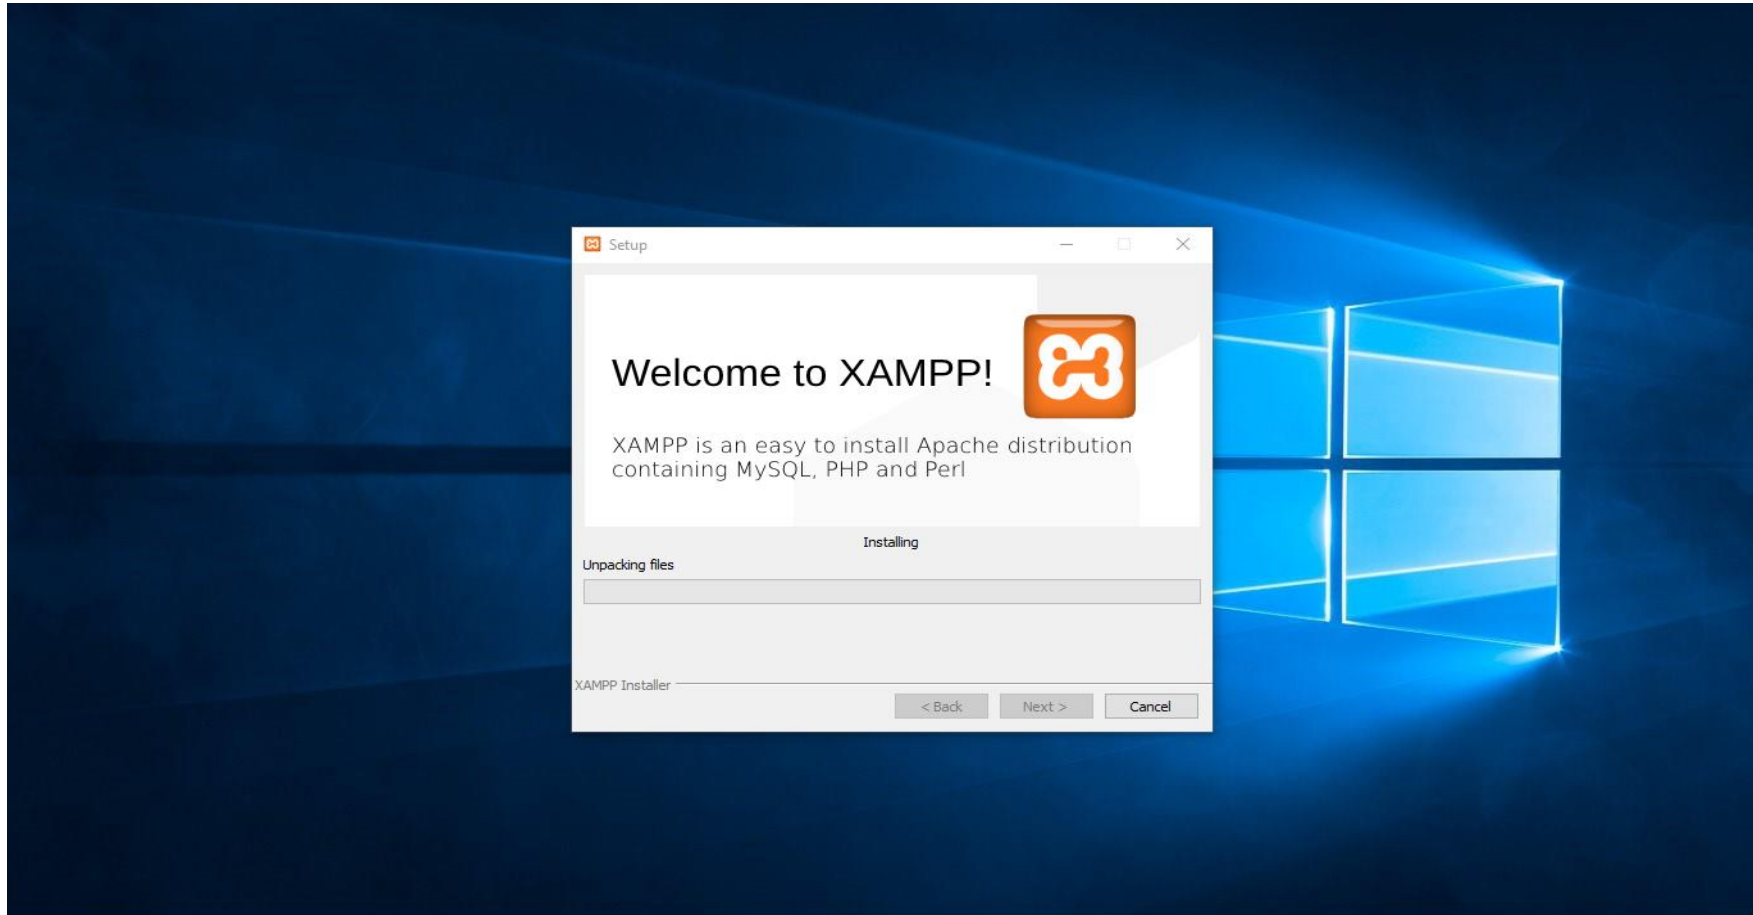 Setup
Welcome to XAMPP!
XAMPP is an easy to install Apache distribution
containing MySQL, PHP and Perl
Installing
Unpacking files
XAMPP Installer
< Back Next > Cancel